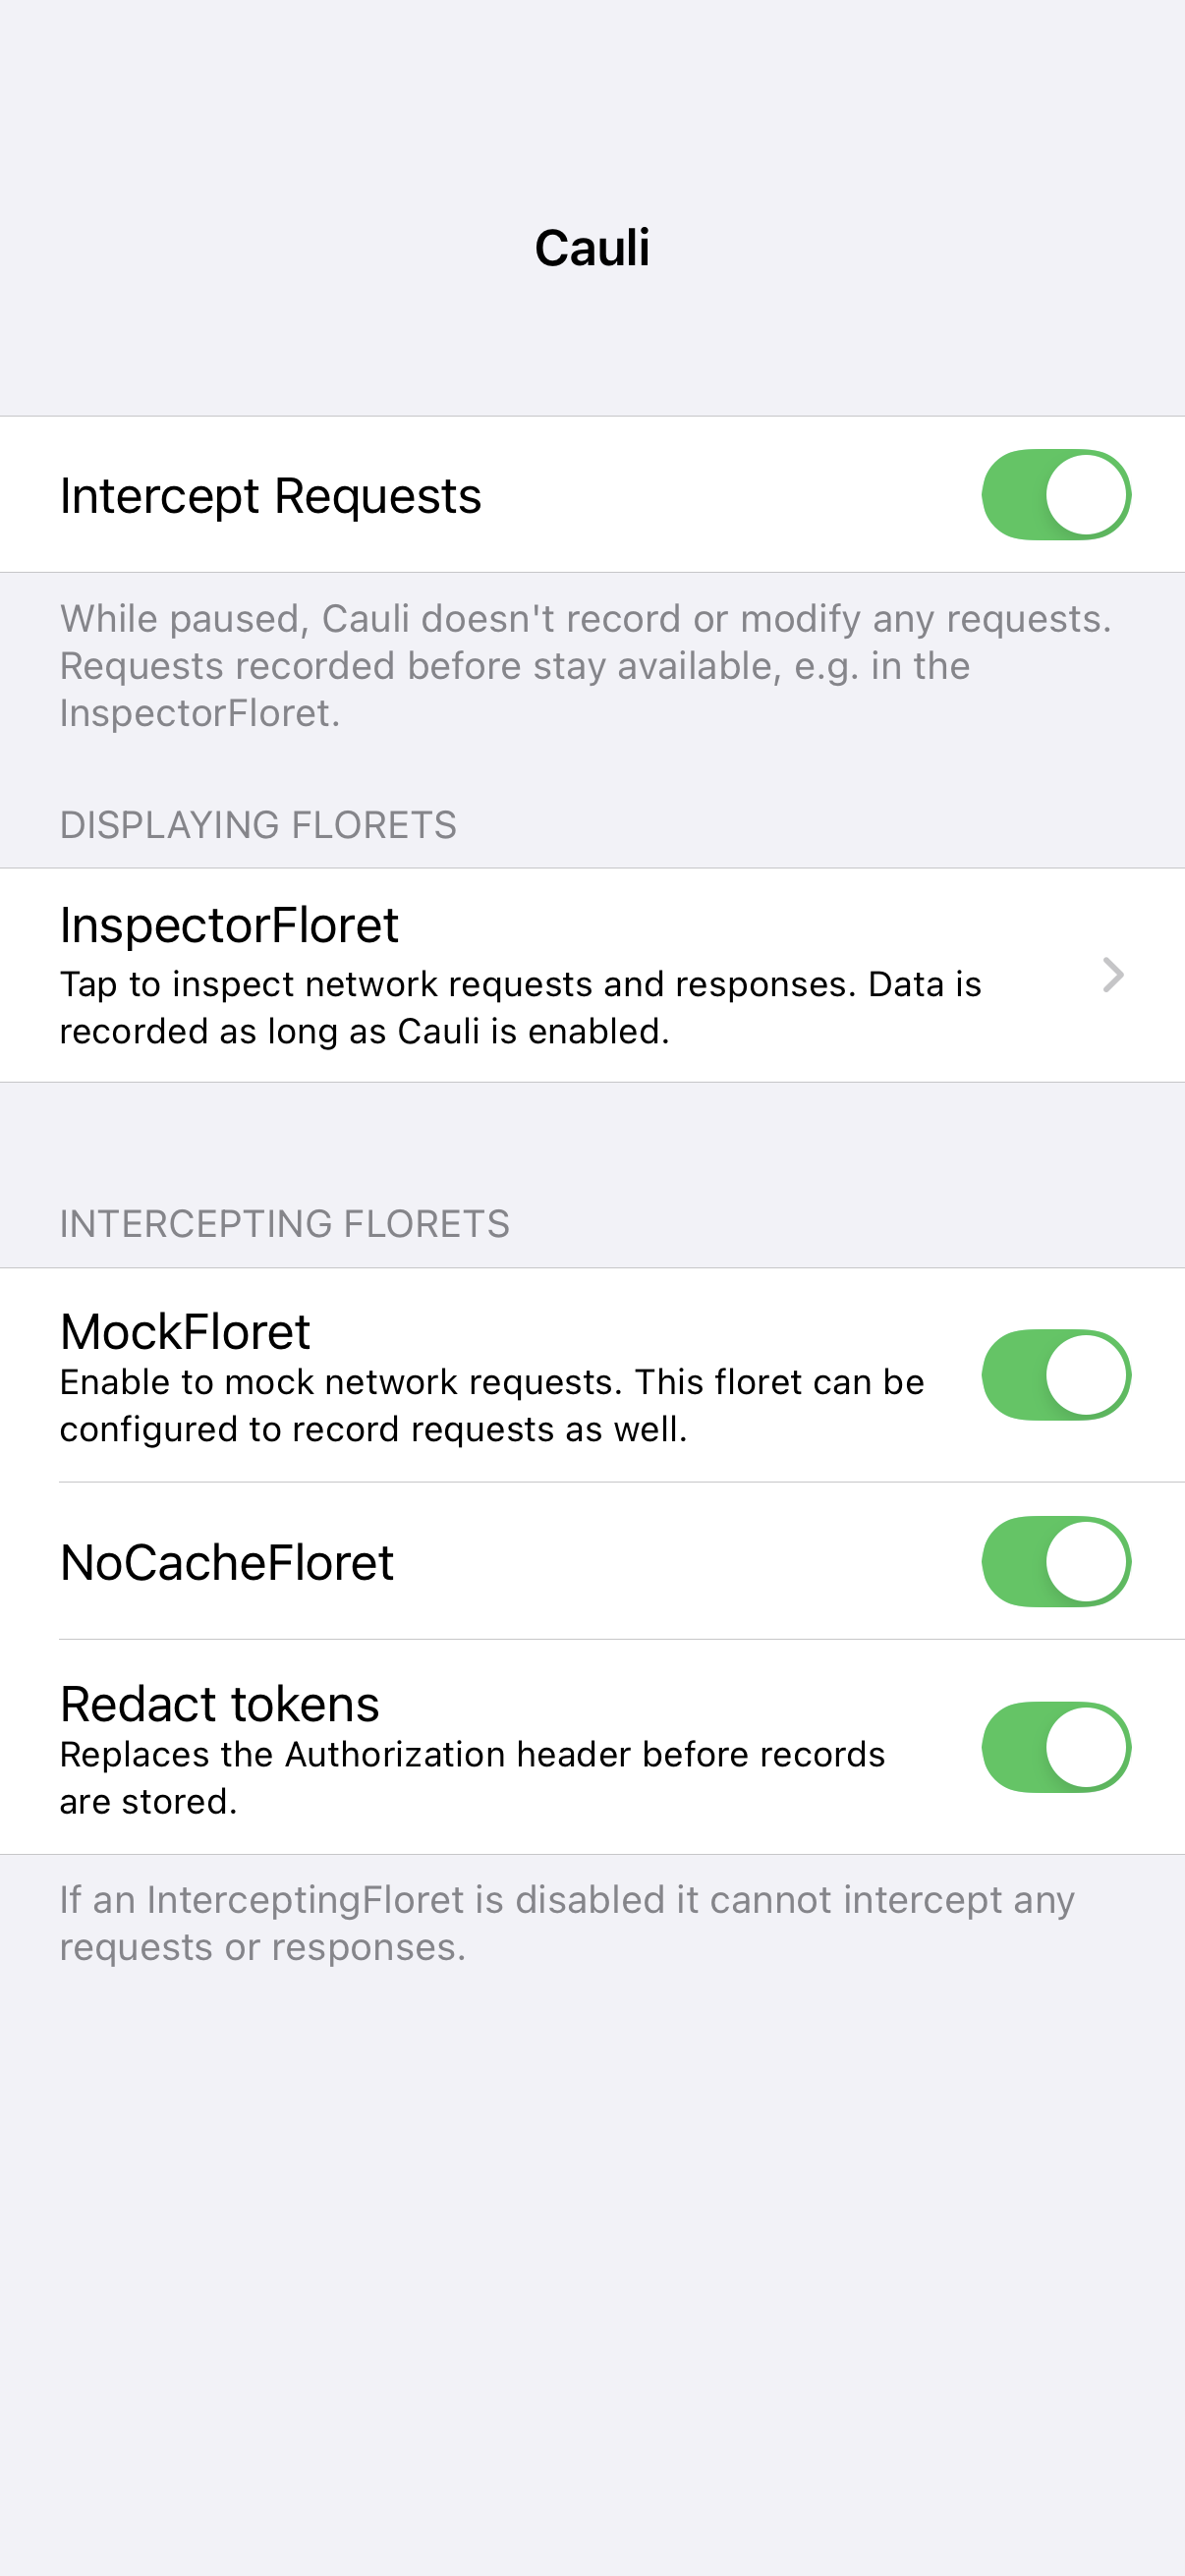 Cauli
Intercept Requests
While paused, Cauli doesn't record or modify any requests.
Requests recorded before stay available, e.g. in the
InspectorFloret.
DISPLAYING FLORETS
InspectorFloret
Tap to inspect network requests and responses. Data is
recorded as long as Cauli is enabled.
INTERCEPTING FLORETS
MockFloret
Enable to mock network requests. This floret can be
configured to record requests as well.
NoCacheFloret
Redact tokens
Replaces the Authorization header before records
are stored.
If an InterceptingFloret is disabled it cannot intercept any
requests or responses.